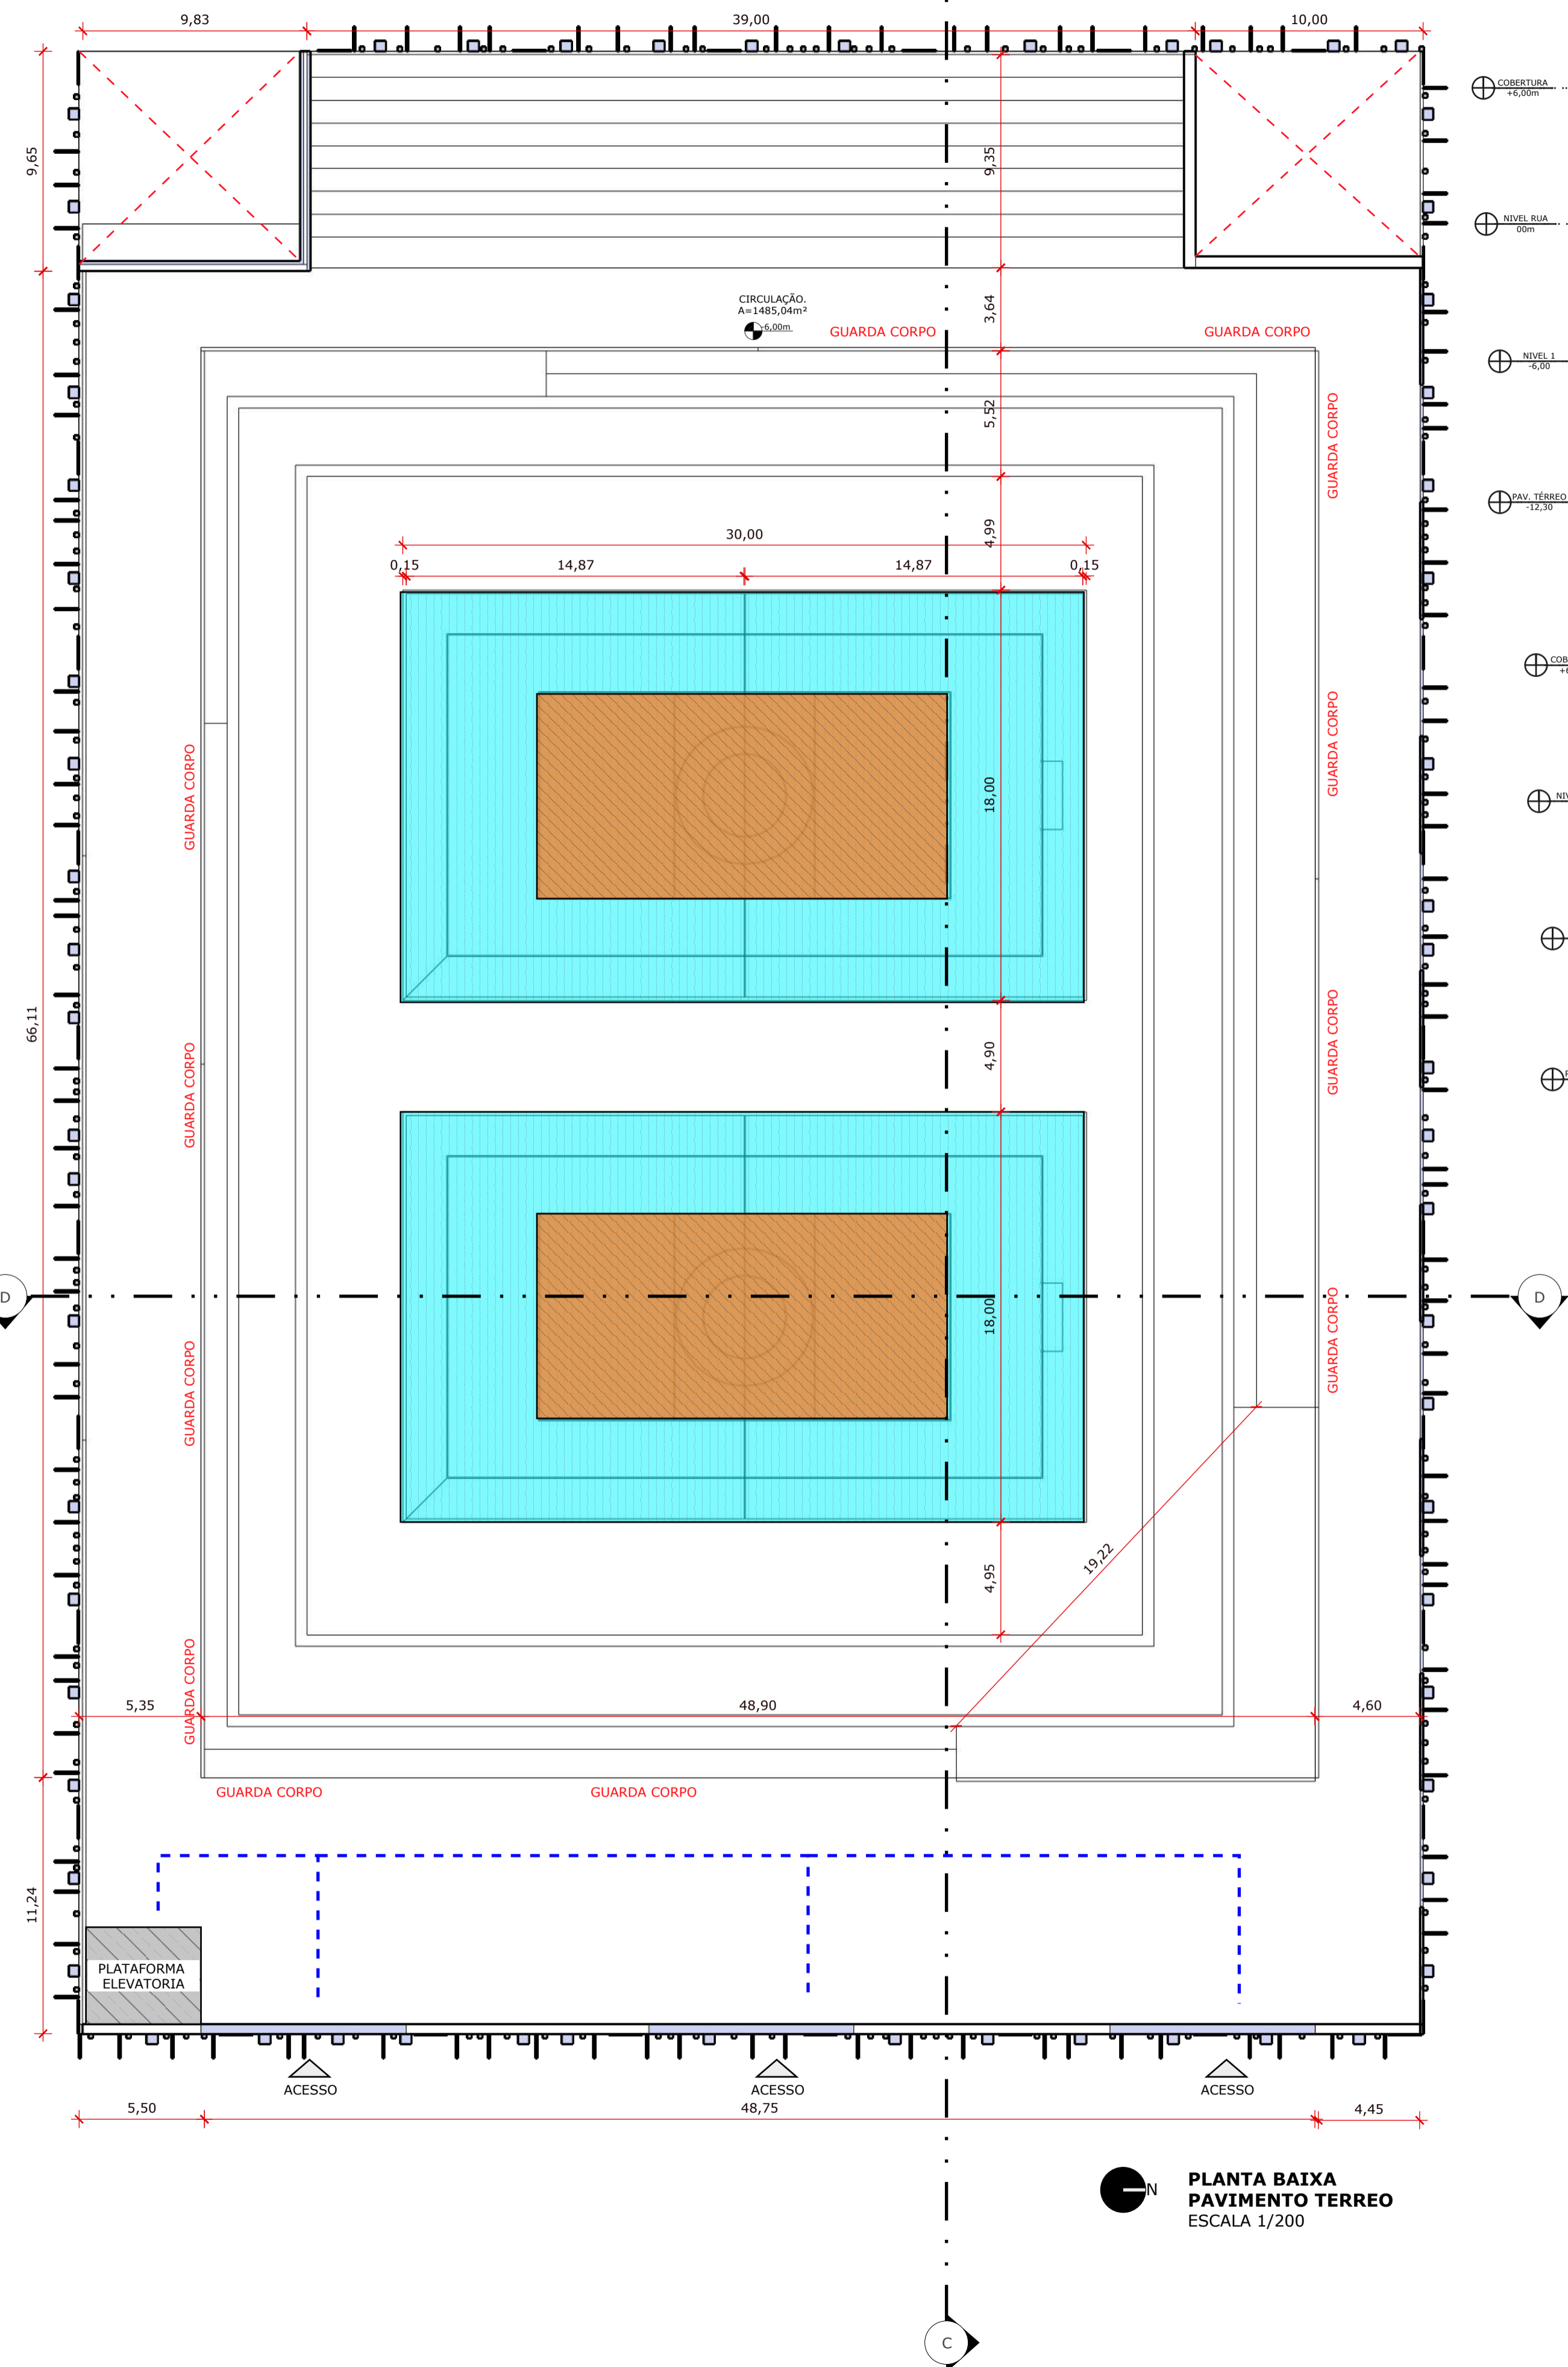 9,83
39,00
10,00
COBERTURA
+6,00m
9,65
9,35
NIVEL RUA
00m
CIRCULAÇÃO.
A=1485,04m²
-6,00m
3,64
GUARDA CORPO
GUARDA CORPO
NIVEL 1
-6,00
5,52
GUARDA CORPO
PAV. TÉRREO
-12,30
4,99
30,00
0,15
14,87
14,87
0,15
COB
+6
GUARDA CORPO
GUARDA CORPO
18,00
NIV
66,11
4,90
GUARDA CORPO
GUARDA CORPO
D
D
18,00
GUARDA CORPO
GUARDA CORPO
19,22
4,95
GUARDA CORPO
5,35
48,90
4,60
GUARDA CORPO
GUARDA CORPO
11,24
PLATAFORMA
ELEVATORIA
ACESSO
ACESSO
ACESSO
5,50
48,75
4,45
N
PLANTA BAIXA
PAVIMENTO TERREO
ESCALA 1/200
C